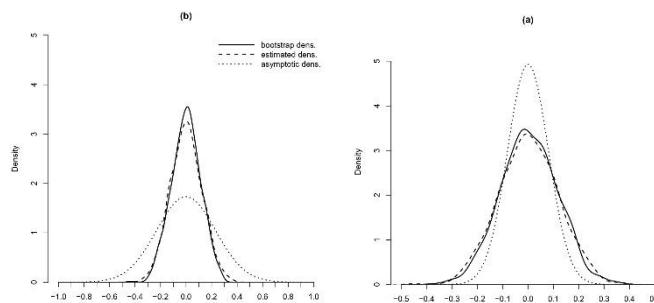 (b)
bootstrap dens.
estimated dens.
asymptotic dens.
Density
0 1 2 3 4 5
−1.0 −0.8 −0.6 −0.4 −0.2 0.0 0.2 0.4 0.6 0.8 1.0
(a)
Density
0 1 2 3 4 5
−0.5 −0.4 −0.3 −0.2 −0.1 0.0 0.1 0.2 0.3 0.4